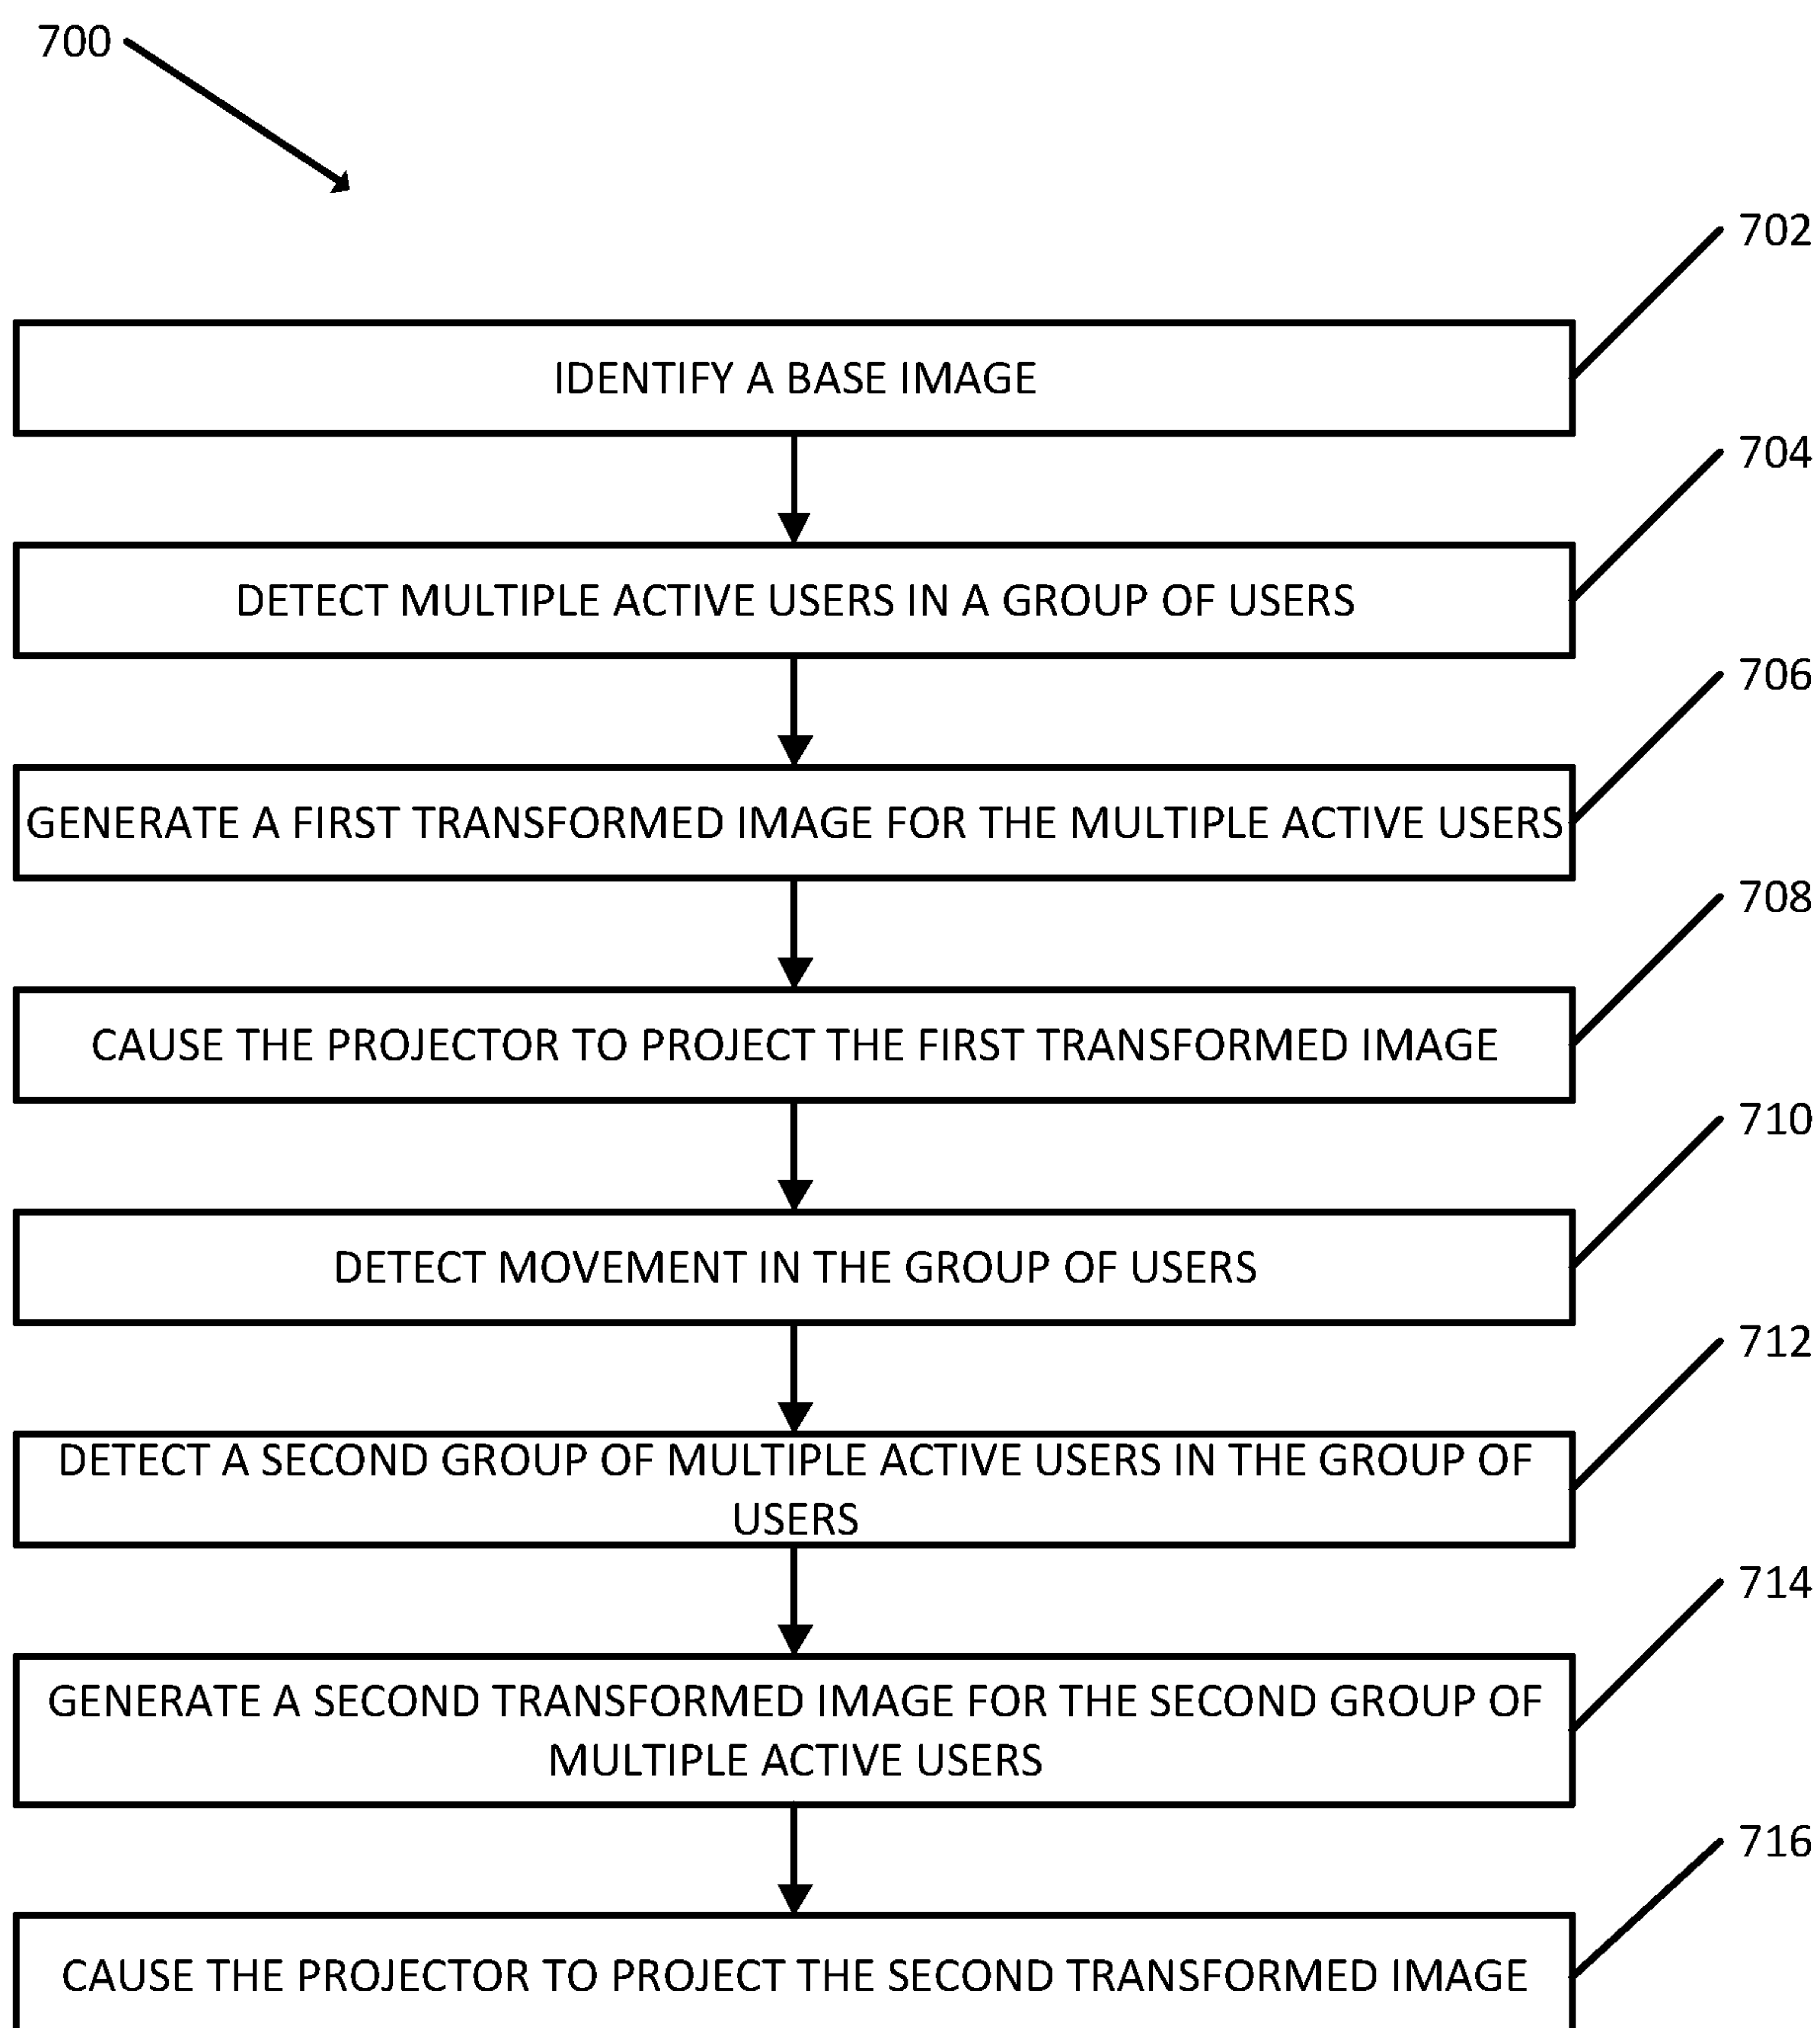 700
702
IDENTIFY A BASE IMAGE
704
DETECT MULTIPLE ACTIVE USERS IN A GROUP OF USERS
706
GENERATE A FIRST TRANSFORMED IMAGE FOR THE MULTIPLE ACTIVE USERS
708
CAUSE THE PROJECTOR TO PROJECT THE FIRST TRANSFORMED IMAGE
710
DETECT MOVEMENT IN THE GROUP OF USERS
712
DETECT A SECOND GROUP OF MULTIPLE ACTIVE USERS IN THE GROUP OF
USERS
714
GENERATE A SECOND TRANSFORMED IMAGE FOR THE SECOND GROUP OF
MULTIPLE ACTIVE USERS
716
CAUSE THE PROJECTOR TO PROJECT THE SECOND TRANSFORMED IMAGE